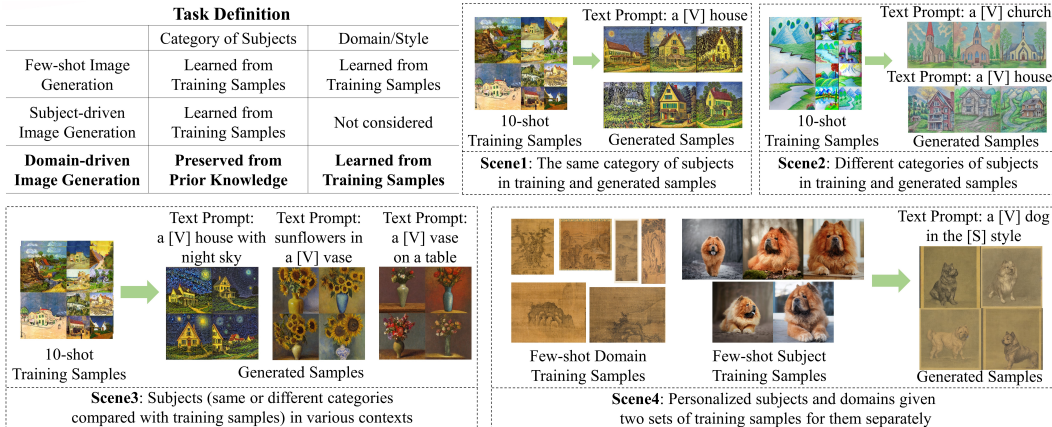 Task Definition
Category of Subjects
Domain/Style
Few-shot Image Generation
Learned from Training Samples
Learned from Training Samples
Subject-driven Image Generation
Learned from Training Samples
Not considered
Domain-driven Image Generation
Preserved from Prior Knowledge
Learned from Training Samples
Text Prompt: a [V] house
10-shot
Training Samples
Generated Samples
Scene1: The same category of subjects
in training and generated samples
Text Prompt: a [V] church
Text Prompt: a [V] house
10-shot
Training Samples
Generated Samples
Scene2: Different categories of subjects
in training and generated samples
Text Prompt:
a [V] house with
night sky
Text Prompt:
sunflowers in
a [V] vase
Text Prompt:
a [V] vase
on a table
10-shot
Training Samples
Generated Samples
Scene3: Subjects (same or different categories
compared with training samples) in various contexts
Text Prompt: a [V] dog
in the [S] style
Few-shot Domain
Training Samples
Few-shot Subject
Training Samples
Generated Samples
Scene4: Personalized subjects and domains given
two sets of training samples for them separately